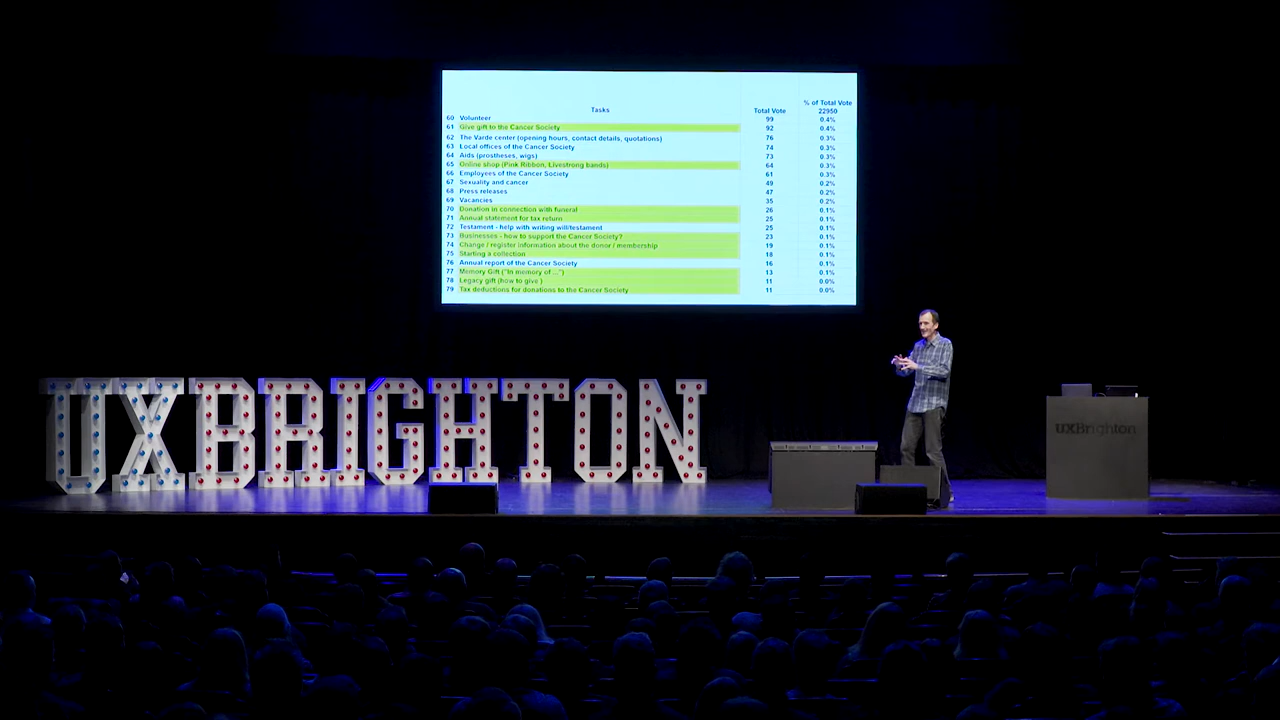 Tasks Total Vote % of Total Vote
22950
60 Volunteer 99 0.4%
61 Give gift to the Cancer Society 92 0.4%
62 The Varde center (opening hours, contact details, quotations) 76 0.3%
63 Local offices of the Cancer Society 74 0.3%
64 Aids (prostheses, wigs) 73 0.3%
65 Online shop (Pink Ribbon, Livestrong bands) 64 0.3%
66 Employees of the Cancer Society 61 0.3%
67 Sexuality and cancer 49 0.2%
68 Press releases 47 0.2%
69 Vacancies 35 0.2%
70 Donation in connection with funeral 26 0.1%
71 Annual statement for tax return 25 0.1%
72 Testament - help with writing will/testament 25 0.1%
73 Businesses - how to support the Cancer Society? 23 0.1%
74 Change / register information about the donor / membership 19 0.1%
75 Starting a collection 18 0.1%
76 Annual report of the Cancer Society 16 0.1%
77 Memory Gift ("In memory of ...") 13 0.1%
78 Legacy gift (how to give ) 11 0.0%
79 Tax deductions for donations to the Cancer Society 11 0.0%
UXBRIGHTON
UXBrighton